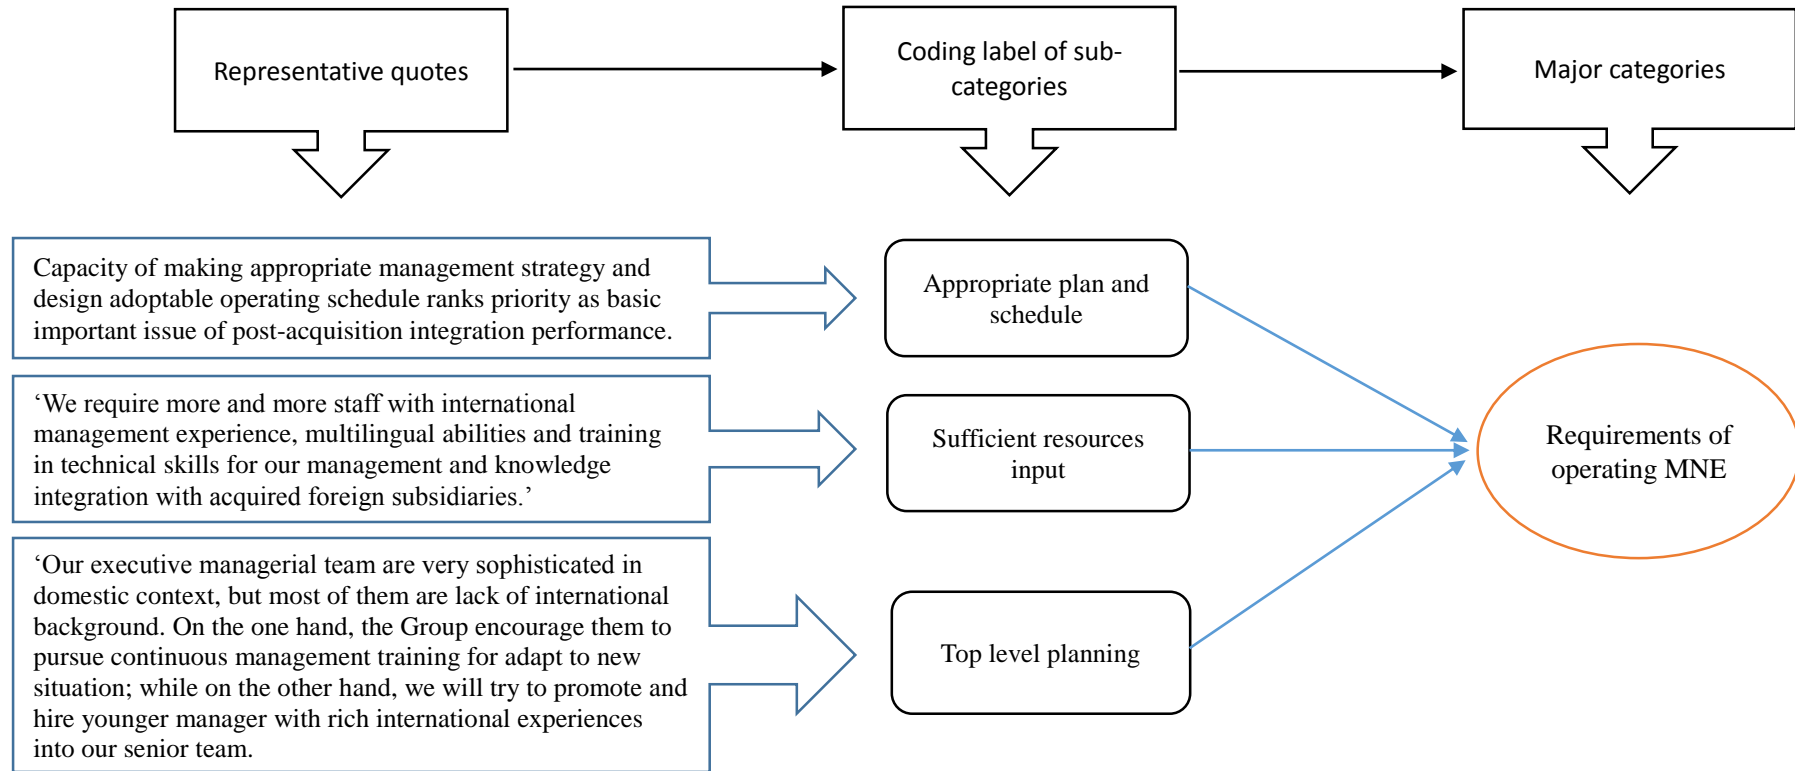 Representative quotes
Coding label of sub-
categories
Major categories
Capacity of making appropriate management strategy and
design adoptable operating schedule ranks priority as basic
important issue of post-acquisition integration performance.
Appropriate plan and
schedule
‘We require more and more staff with international
management experience, multilingual abilities and training
in technical skills for our management and knowledge
integration with acquired foreign subsidiaries.’
Sufficient resources
input
Requirements of
operating MNE
‘Our executive managerial team are very sophisticated in
domestic context, but most of them are lack of international
background. On the one hand, the Group encourage them to
pursue continuous management training for adapt to new
situation; while on the other hand, we will try to promote and
hire younger manager with rich international experiences
into our senior team.
Top level planning